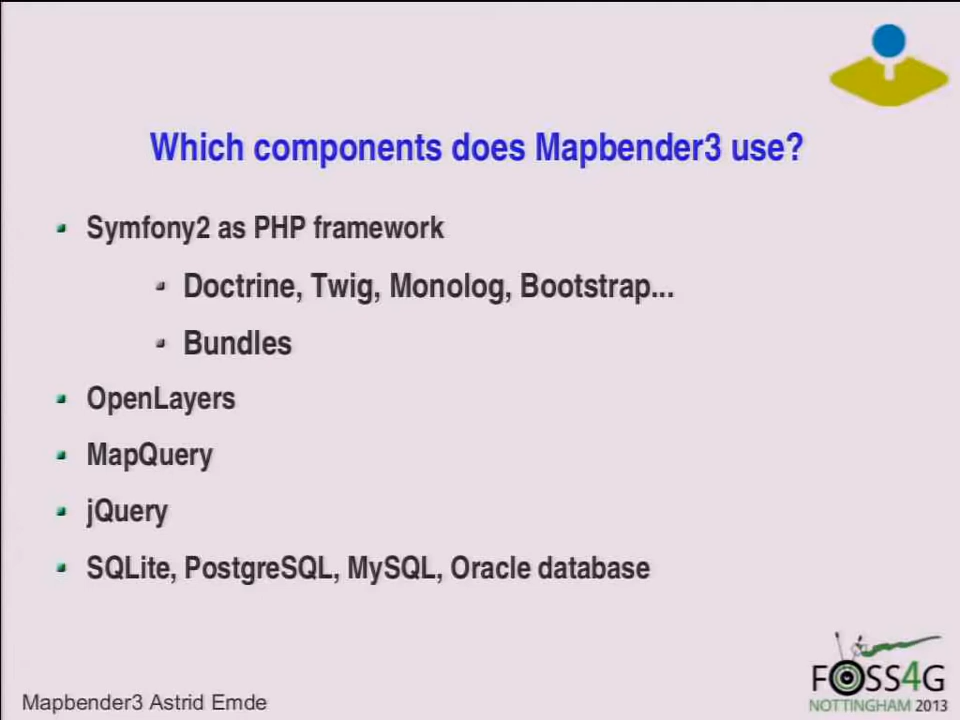 Which components does Mapbender3 use?
Symfony2 as PHP framework
Doctrine, Twig, Monolog, Bootstrap...
Bundles
OpenLayers
MapQuery
jQuery
SQLite, PostgreSQL, MySQL, Oracle database
FOSS4G
NOTTINGHAM 2013
Mapbender3 Astrid Emde